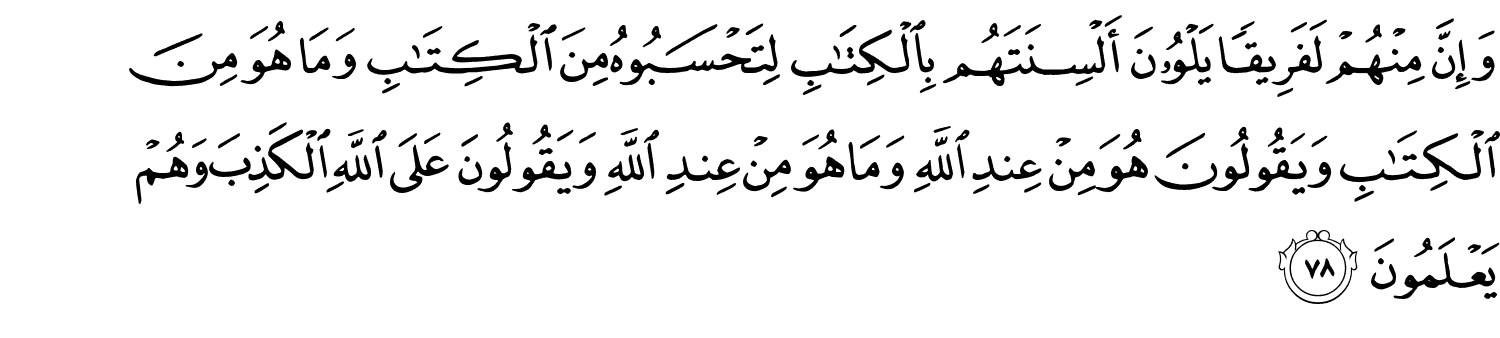 وَإِنَّ مِنۡهُمۡ لَفَرِيقٗا يَلۡوُۥنَ أَلۡسِنَتَهُم بِٱلۡكِتَٰبِ لِتَحۡسَبُوهُ مِنَ ٱلۡكِتَٰبِ وَمَا هُوَ مِنَ
ٱلۡكِتَٰبِ وَيَقُولُونَ هُوَ مِنۡ عِندِ ٱللَّهِ وَمَا هُوَ مِنۡ عِندِ ٱللَّهِ وَيَقُولُونَ عَلَى ٱللَّهِ ٱلۡكَذِبَ وَهُمۡ
يَعۡلَمُونَ ٧٨